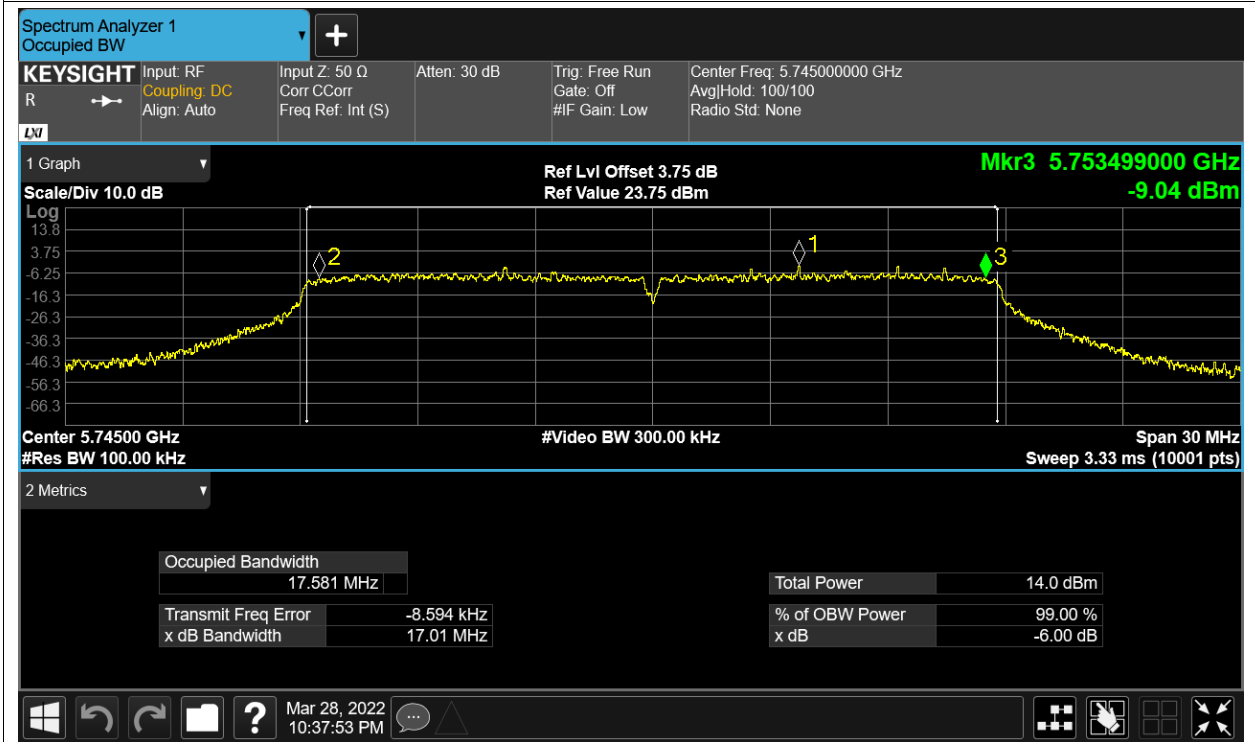 Spectrum Analyzer 1
Occupied BW
KEYSIGHT
R
LXI
Input: RF
Coupling: DC
Align: Auto
Input Z: 50 Ω
Corr CCorr
Freq Ref: Int (S)
Atten: 30 dB
Trig: Free Run
Gate: Off
#IF Gain: Low
Center Freq: 5.745000000 GHz
Avg|Hold: 100/100
Radio Std: None
1 Graph
Scale/Div 10.0 dB
Ref Lvl Offset 3.75 dB
Ref Value 23.75 dBm
Mkr3 5.753499000 GHz
-9.04 dBm
Log
13.8
3.75
-6.25
-16.3
-26.3
-36.3
-46.3
-56.3
-66.3
2
1
3
Center 5.74500 GHz
#Video BW 300.00 kHz
Span 30 MHz
#Res BW 100.00 kHz
Sweep 3.33 ms (10001 pts)
2 Metrics
Occupied Bandwidth
17.581 MHz
Transmit Freq Error -8.594 kHz
x dB Bandwidth 17.01 MHz
Total Power 14.0 dBm
% of OBW Power 99.00 %
x dB -6.00 dB
?
Mar 28, 2022
10:37:53 PM